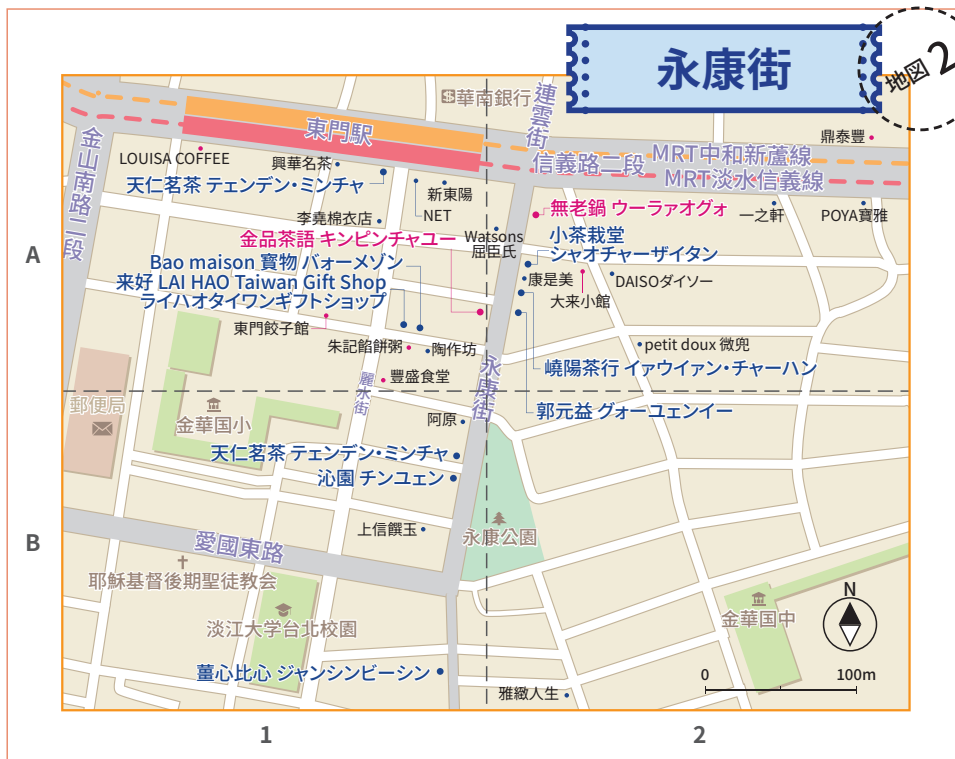 永康街
地図2
華南銀行
連雲街
東門駅
金山南路二段
信義路二段
MRT中和新蘆線
MRT淡水信義線
鼎泰豐
LOUISA COFFEE
興華名茶
天仁茗茶 テェンデン・ミンチャ
新東陽
NET
李堯棉衣店
無老鍋 ウーラァオグォ
一之軒
POYA寶雅
金品茶語 キンピンチャユー
Watsons
屈臣氏
小茶栽堂
シャオチャーザイタン
A
Bao maison 寶物 バォーメゾン
来好 LAI HAO Taiwan Gift Shop
ライハオタイワンギフトショップ
康是美
DAISOダイソー
大来小館
東門餃子館
朱記餡餅粥
陶作坊
petit doux 微兜
永康街
嶢陽茶行 イァウイァン・チャーハン
豐盛食堂
麗水街
郵便局
金華国小
阿原
郭元益 グォーユェンイー
天仁茗茶 テェンデン・ミンチャ
沁園 チンユェン
B
上信饌玉
永康公園
愛國東路
耶穌基督後期聖徒教会
淡江大学台北校園
金華国中
N
薑心比心 ジャンシンビーシン
雅緻人生
0
100m
1
2